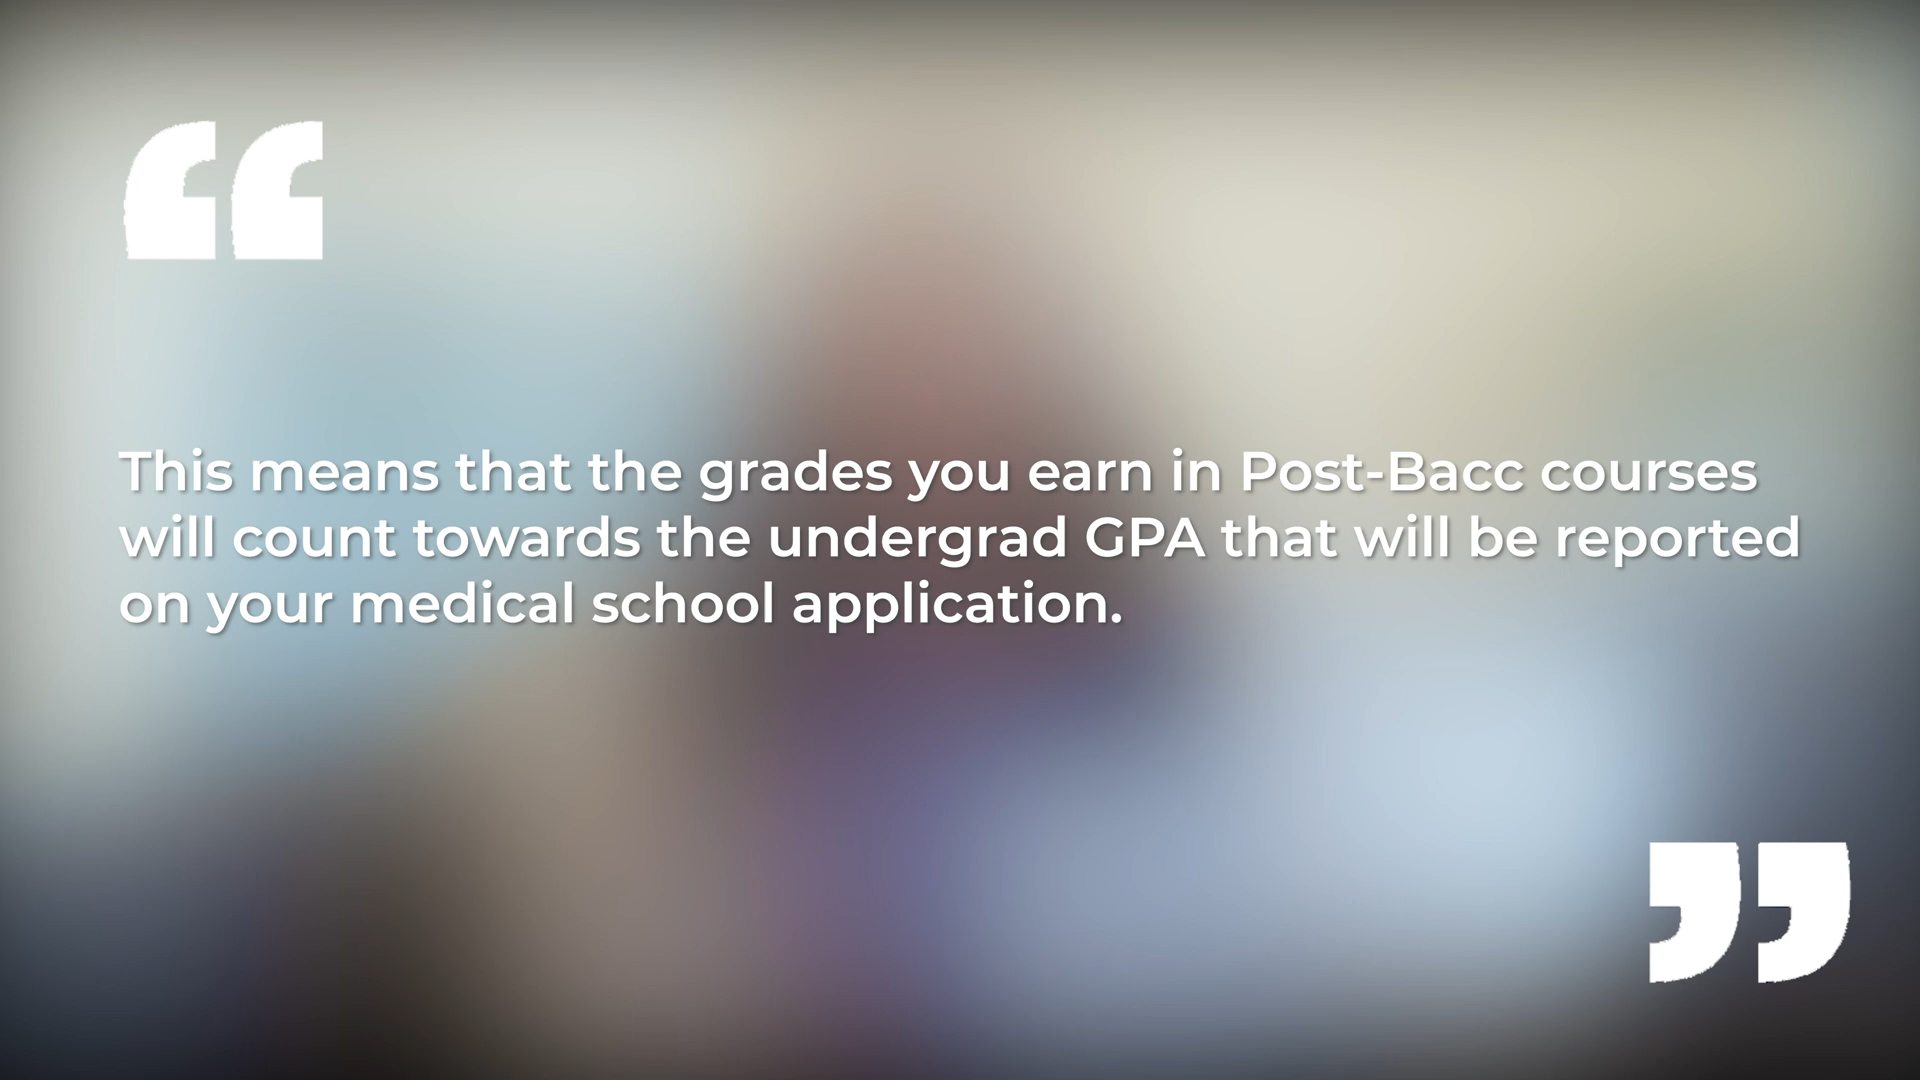 “
This means that the grades you earn in Post-Bacc courses
will count towards the undergrad GPA that will be reported
on your medical school application.
”